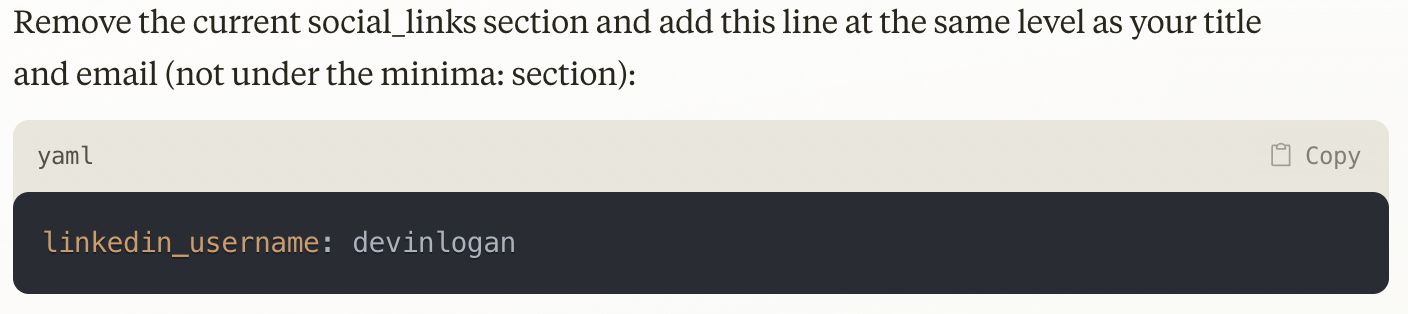 Remove the current social_links section and add this line at the same level as your title
and email (not under the minima: section):
yaml
Copy
linkedin_username: devinlogan